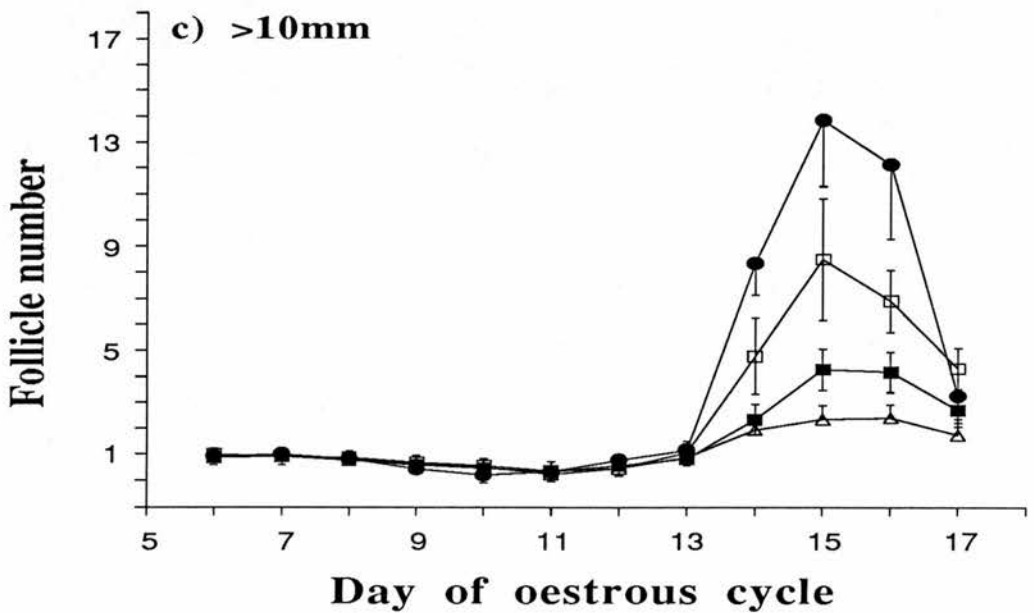 c) >10mm
17
13
9
5
1
Follicle number
5 7 9 11 13 15 17
Day of oestrous cycle